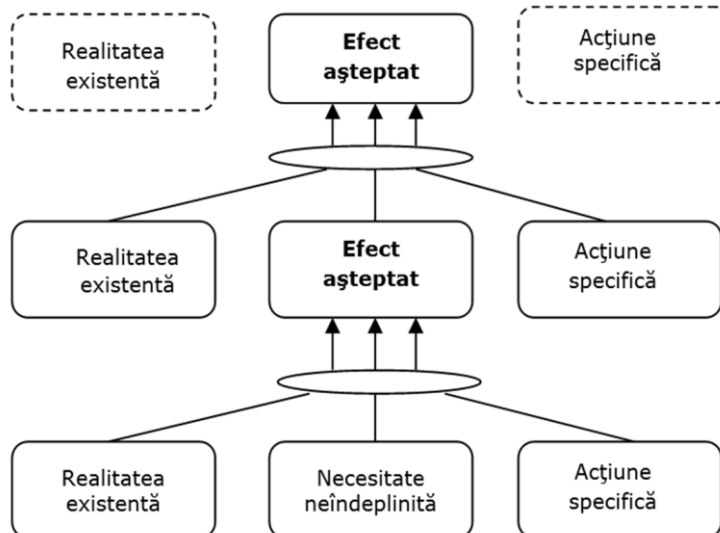 Realitatea
existentă
Efect
aşteptat
Acţiune
specifică
Realitatea
existentă
Efect
aşteptat
Acţiune
specifică
Realitatea
existentă
Necesitate
neîndeplinită
Acţiune
specifică